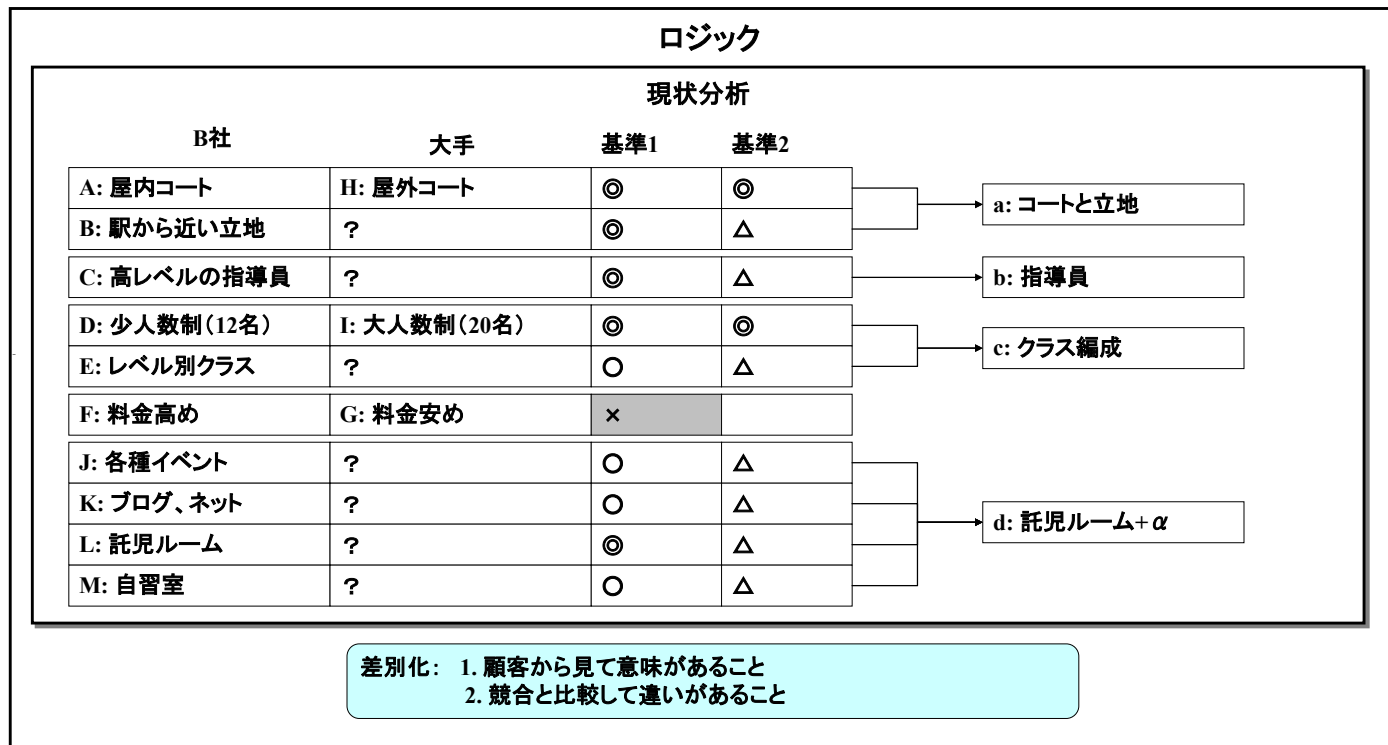 ロジック
現状分析
B社 大手 基準1 基準2
A: 屋内コート H: 屋外コート ◎ ◎
B: 駅から近い立地 ? ◎ △
a: コートと立地
C: 高レベルの指導員 ? ◎ △ b: 指導員
D: 少人数制(12名) I: 大人数制(20名) ◎ ◎
E: レベル別クラス ? ○ △
c: クラス編成
F: 料金高め G: 料金安め ×
J: 各種イベント ? ○ △
K: ブログ、ネット ? ○ △
L: 託児ルーム ? ◎ △
M: 自習室 ? ○ △
d: 託児ルーム+α
差別化: 1. 顧客から見て意味があること
2. 競合と比較して違いがあること